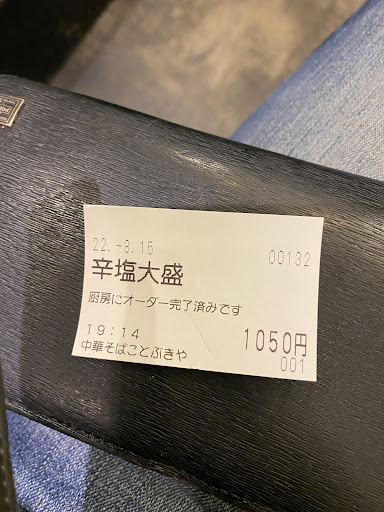 22.-8.15
00132
辛塩大盛
厨房にオーダー完了済みです
19:14
1050円
中華そばことぶきや
001